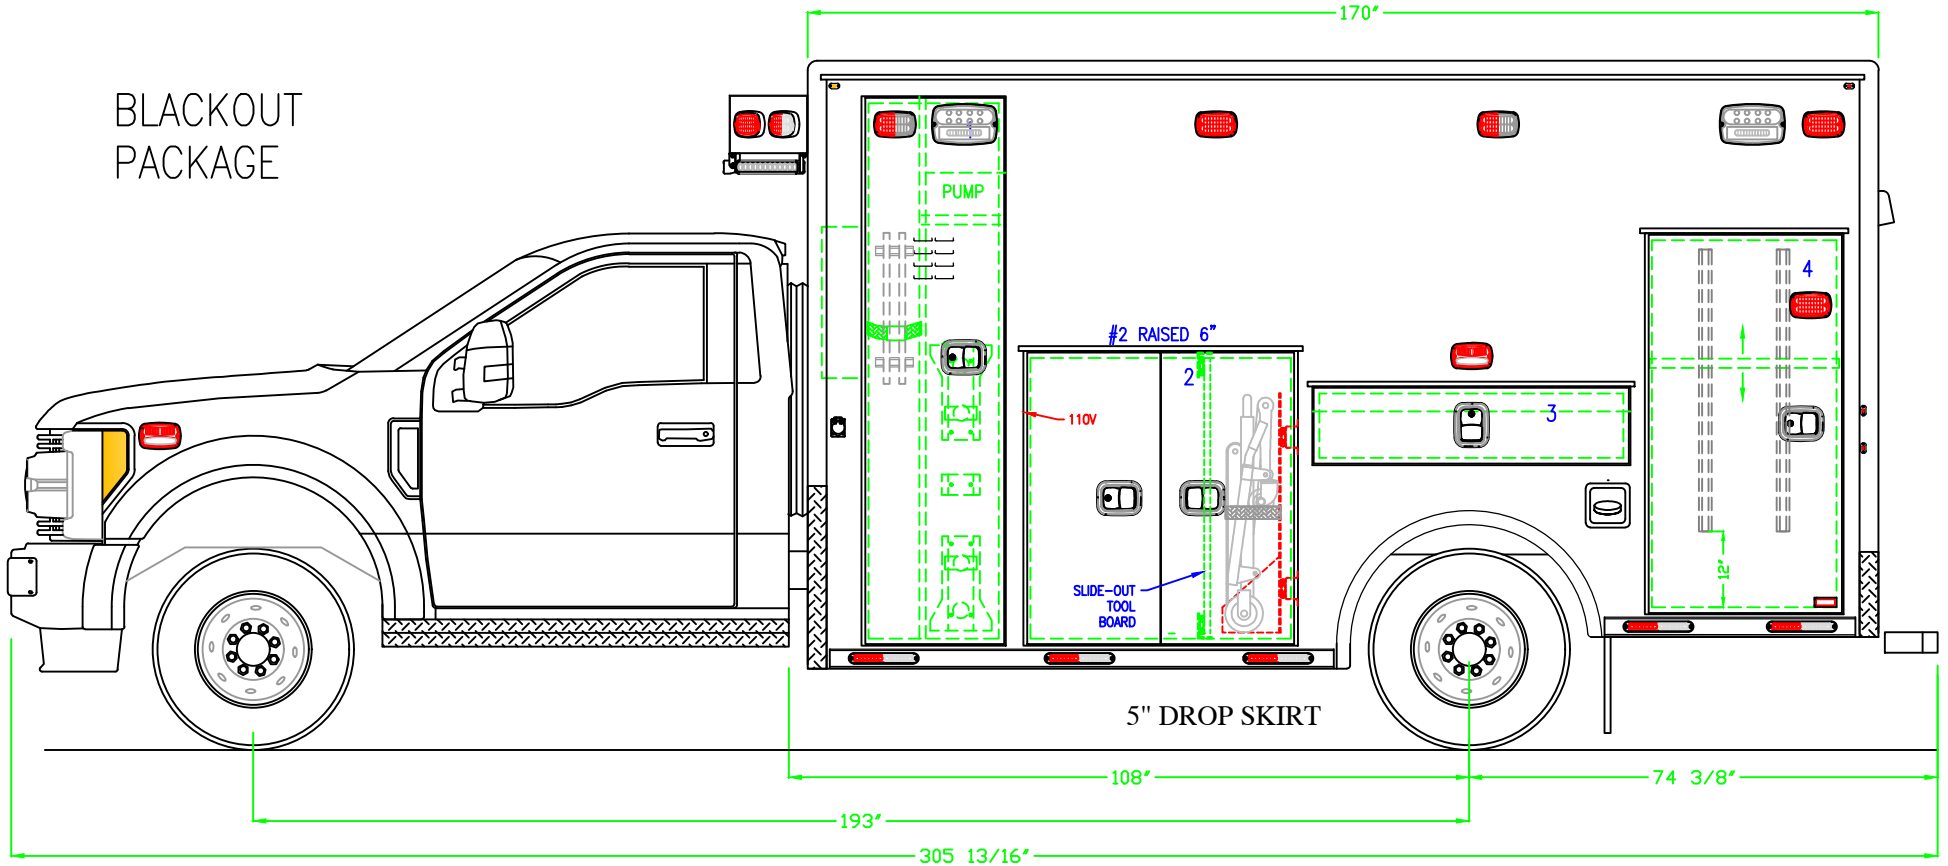 170"
BLACKOUT
PACKAGE
PUMP
4
#2 RAISED 6"
2
110V
3
12"
SLIDE-OUT
TOOL
BOARD
5" DROP SKIRT
108"
74 3/8"
193"
305 13/16"